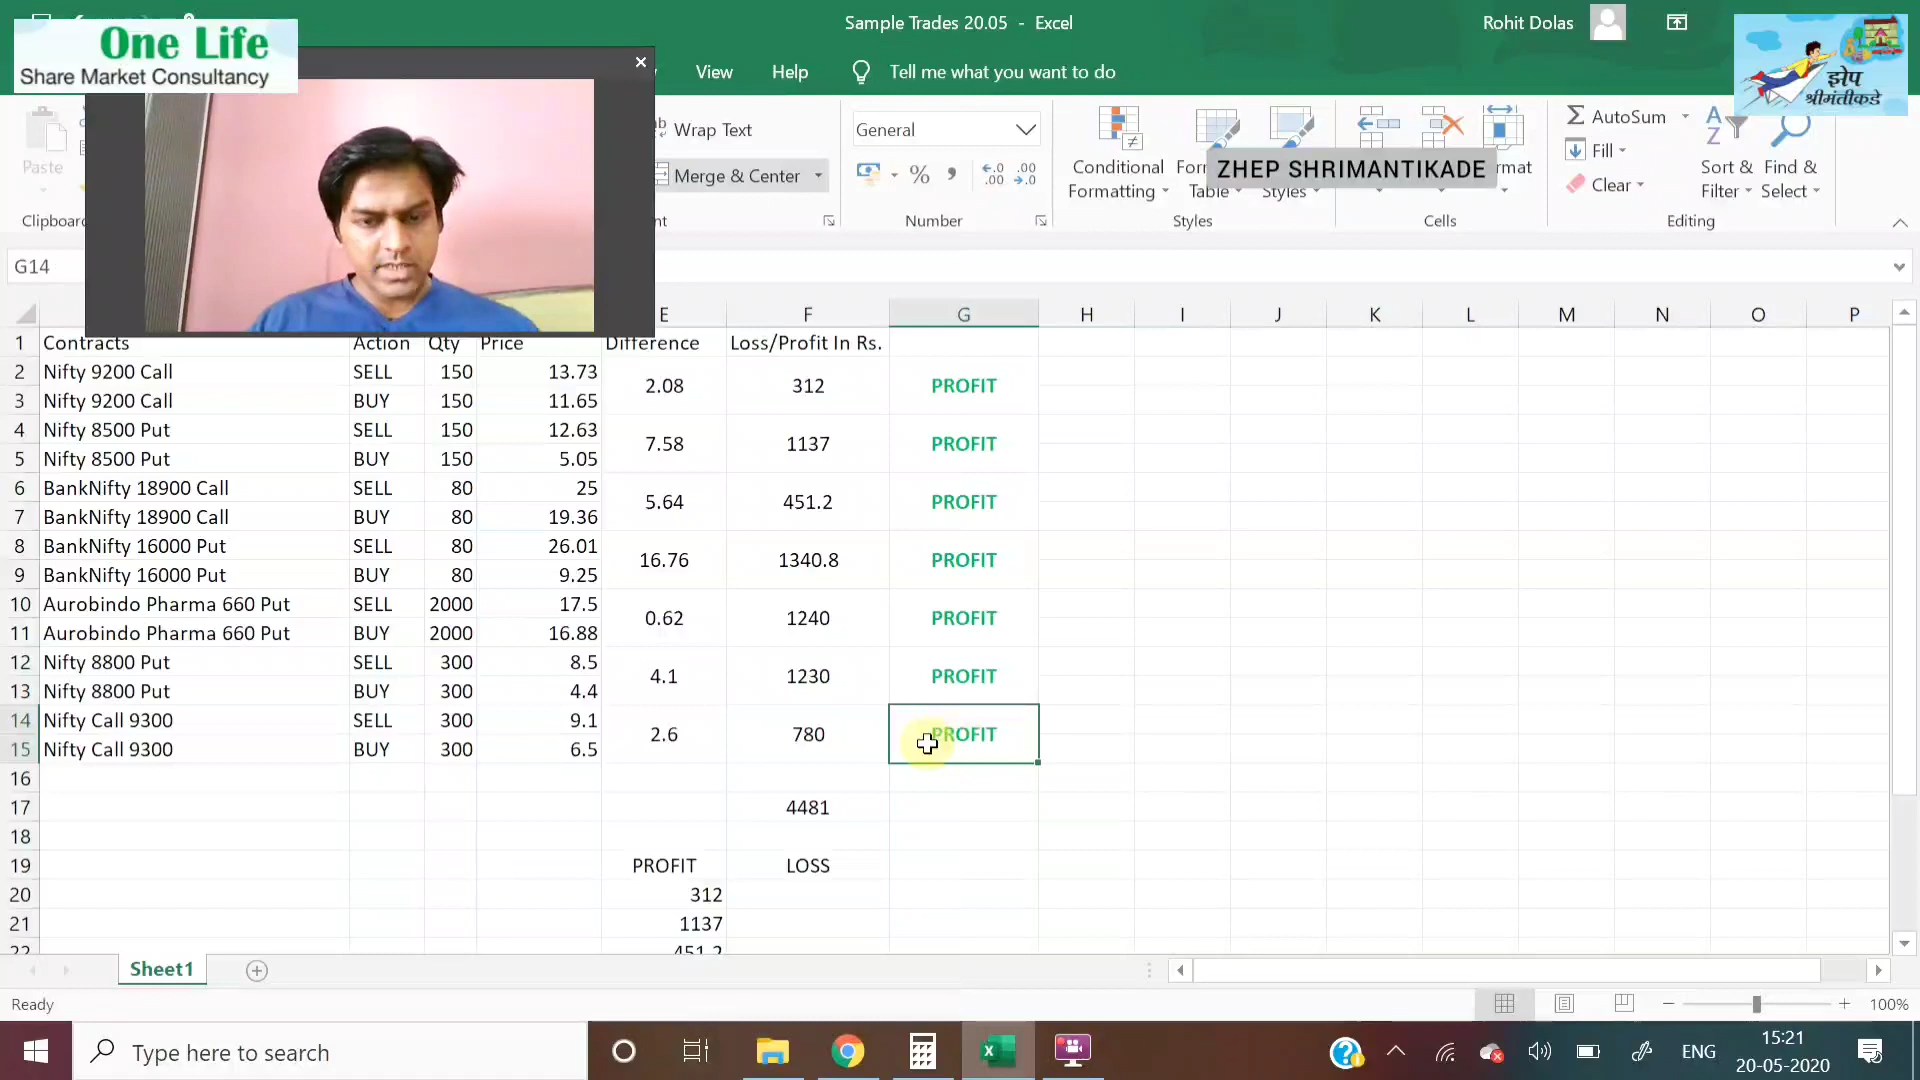 Sample Trades 20.05 - Excel
Rohit Dolas
One Life
Share Market Consultancy
View Help Tell me what you want to do
झेप
श्रीमंतीकडे
Paste
Clipboard
Wrap Text
Merge & Center
General
Number
Conditional
Formatting
Styles
ZHEP SHRIMANTIKADE
Cells
AutoSum
Fill
Clear
Sort &
Filter
Find &
Select
Editing
G14
E F G H I J K L M N O P
1 Contracts Action Qty Price Difference Loss/Profit In Rs.
2 Nifty 9200 Call SELL 150 13.73
2.08 312 PROFIT
3 Nifty 9200 Call BUY 150 11.65
4 Nifty 8500 Put SELL 150 12.63
7.58 1137 PROFIT
5 Nifty 8500 Put BUY 150 5.05
6 BankNifty 18900 Call SELL 80 25
5.64 451.2 PROFIT
7 BankNifty 18900 Call BUY 80 19.36
8 BankNifty 16000 Put SELL 80 26.01
16.76 1340.8 PROFIT
9 BankNifty 16000 Put BUY 80 9.25
10 Aurobindo Pharma 660 Put SELL 2000 17.5
0.62 1240 PROFIT
11 Aurobindo Pharma 660 Put BUY 2000 16.88
12 Nifty 8800 Put SELL 300 8.5
4.1 1230 PROFIT
13 Nifty 8800 Put BUY 300 4.4
14 Nifty Call 9300 SELL 300 9.1
2.6 780 PROFIT
15 Nifty Call 9300 BUY 300 6.5
16
17 4481
18
19 PROFIT LOSS
20 312
21 1137
22 451.2
Sheet1
Ready
100%
Type here to search
ENG
15:21
20-05-2020